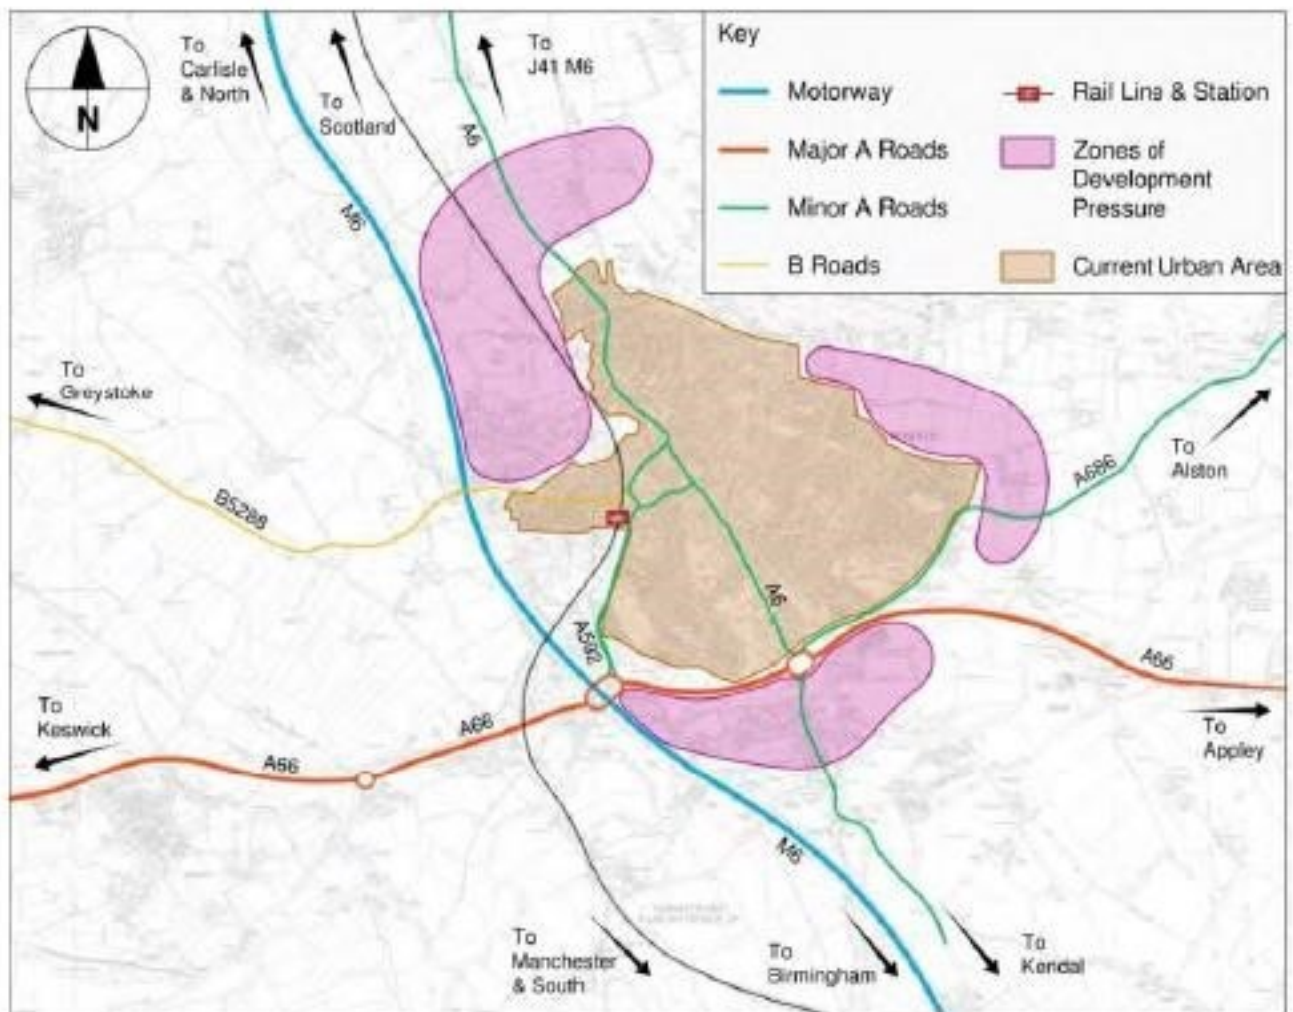 To
Carlisle
& North
To
Scotland
To
J41 M6
N
A6
M6
Key
Motorway
Major A Roads
Minor A Roads
B Roads
Rail Line & Station
Zones of
Development
Pressure
Current Urban Area
To
Greystoke
B5288
A686
To
Alston
A6
A592
To
Keswick
A66
A66
A66
To
Appley
M6
To
Manchester
& South
To
Birmingham
To
Kendal